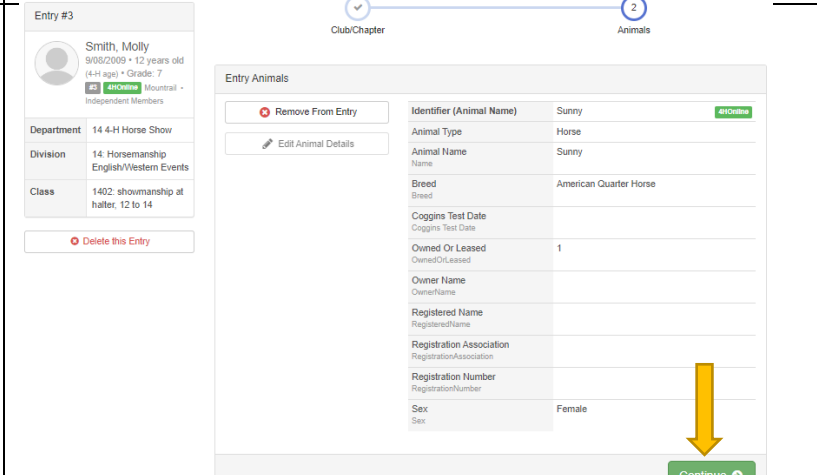 Entry #3
Smith, Molly
9/08/2009 • 12 years old
(4-H age) • Grade: 7
#3 4HOnline Mountrail •
Independent Members
Department 14 4-H Horse Show
Division 14: Horsemanship
English/Western Events
Class 1402: showmanship at
halter, 12 to 14
Delete this Entry
2
Club/Chapter Animals
Entry Animals
Remove From Entry
Edit Animal Details
Identifier (Animal Name) Sunny 4HOnline
Animal Type Horse
Animal Name Sunny
Name
Breed American Quarter Horse
Breed
Coggins Test Date
Coggins Test Date
Owned Or Leased 1
OwnedOrLeased
Owner Name
OwnerName
Registered Name
RegisteredName
Registration Association
RegistrationAssociation
Registration Number
RegistrationNumber
Sex Female
Sex
Continue